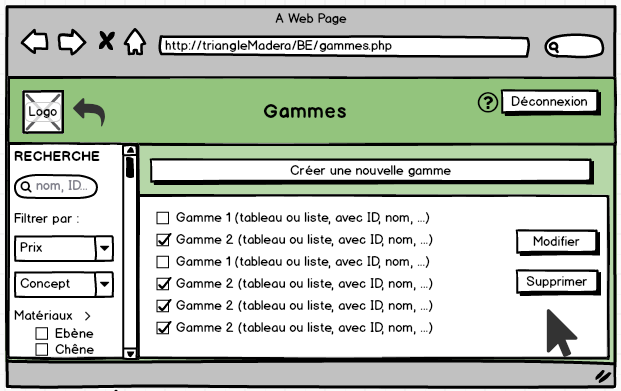 A Web Page
http://triangleMadera/BE/gammes.php
Logo
Gammes
?
Déconnexion
RECHERCHE
nom, ID...
Filtrer par :
Prix
Concept
Matériaux >
Ebène
Chêne
Créer une nouvelle gamme
Gamme 1 (tableau ou liste, avec ID, nom, ...)
Gamme 2 (tableau ou liste, avec ID, nom, ...)
Gamme 1 (tableau ou liste, avec ID, nom, ...)
Gamme 2 (tableau ou liste, avec ID, nom, ...)
Gamme 2 (tableau ou liste, avec ID, nom, ...)
Gamme 2 (tableau ou liste, avec ID, nom, ...)
Modifier
Supprimer